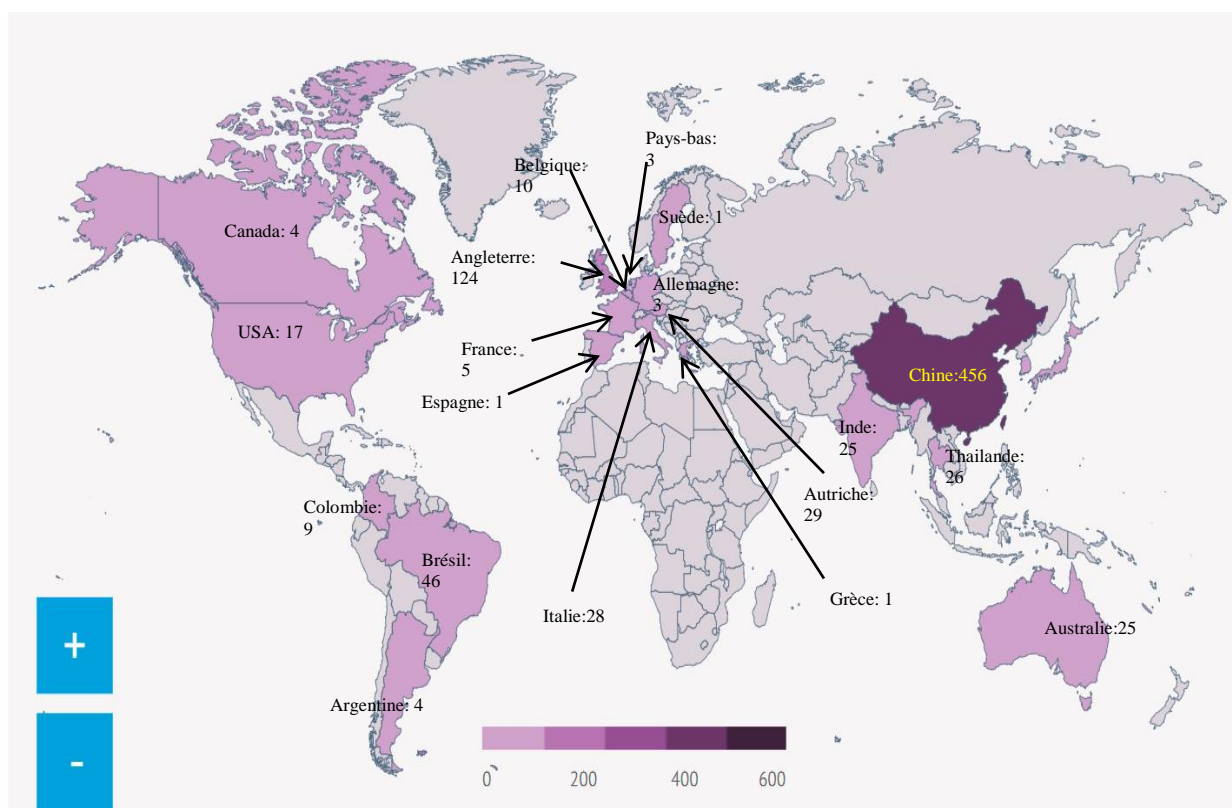 Pays-bas:
3
Belgique:
10
Suède: 1
Canada: 4
Angleterre:
124
Allemagne:
3
USA: 17
France:
5
Chine:456
Espagne: 1
Inde:
25
Thailande:
26
Colombie:
9
Autriche:
29
Brésil:
46
Italie:28
Grèce: 1
Australie:25
+
Argentine: 4
-
0 200 400 600